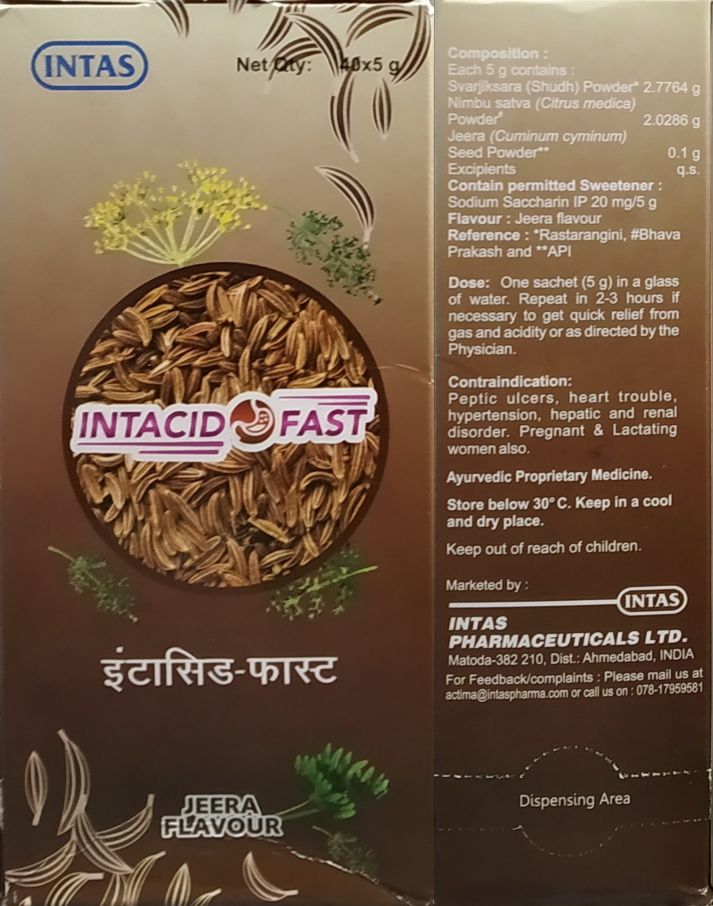 INTAS
Net Qty: 40x5 g
INTACID FAST
इंटासिड-फास्ट
JEERA
FLAVOUR
Composition :
Each 5 g contains :
Svarjiksara (Shudh) Powder* 2.7764 g
Nimbu satva (Citrus medica)
Powder# 2.0286 g
Jeera (Cuminum cyminum)
Seed Powder** 0.1 g
Excipients q.s.
Contain permitted Sweetener :
Sodium Saccharin IP 20 mg/5 g
Flavour : Jeera flavour
Reference : *Rastarangini, #Bhava
Prakash and **API
Dose: One sachet (5 g) in a glass
of water. Repeat in 2-3 hours if
necessary to get quick relief from
gas and acidity or as directed by the
Physician.
Contraindication:
Peptic ulcers, heart trouble,
hypertension, hepatic and renal
disorder. Pregnant & Lactating
women also.
Ayurvedic Proprietary Medicine.
Store below 30°C. Keep in a cool
and dry place.
Keep out of reach of children.
Marketed by :
INTAS
INTAS
PHARMACEUTICALS LTD.
Matoda-382 210, Dist.: Ahmedabad, INDIA
For Feedback/complaints : Please mail us at
actima@intaspharma.com or call us on : 078-17959581
Dispensing Area